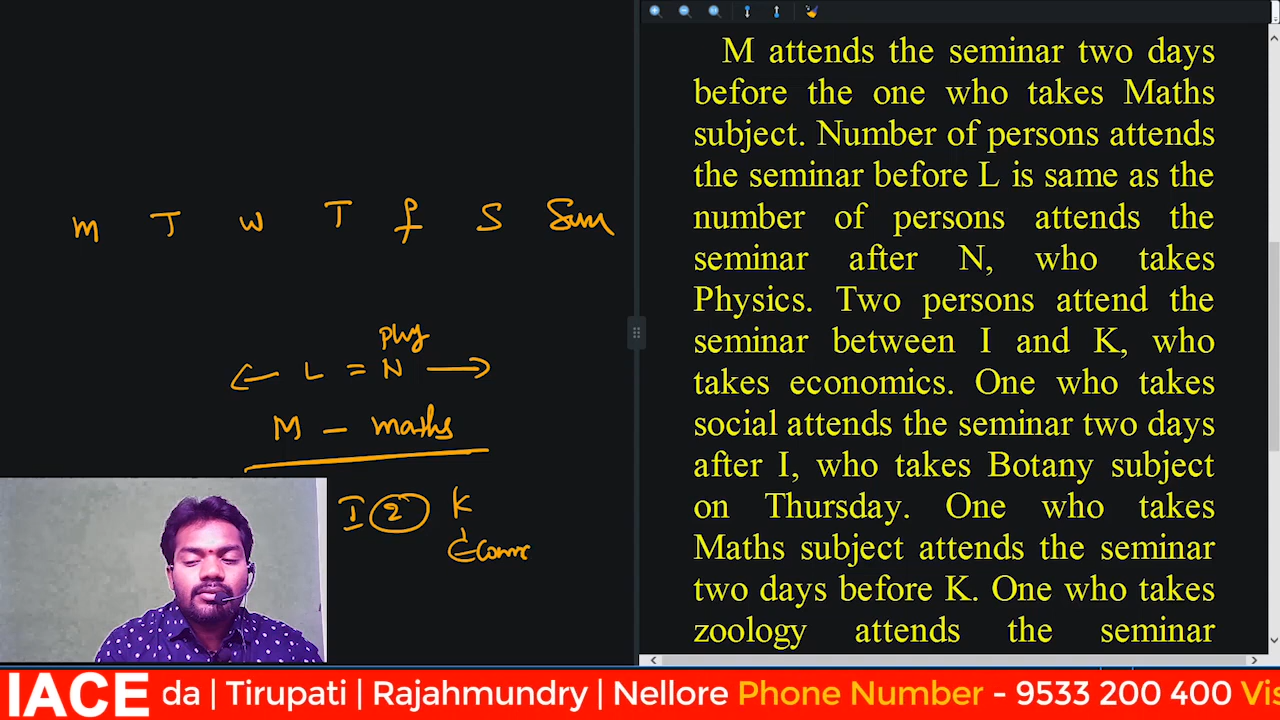 M attends the seminar two days
before the one who takes Maths
subject. Number of persons attends
the seminar before L is same as the
number of persons attends the
seminar after N, who takes
Physics. Two persons attend the
seminar between I and K, who
takes economics. One who takes
social attends the seminar two days
after I, who takes Botany subject
on Thursday. One who takes
Maths subject attends the seminar
two days before K. One who takes
zoology attends the seminar
M T W T f S Sun
phy
L = N
M - maths
I 2 K
IACE da | Tirupati | Rajahmundry | Nellore Phone Number - 9533 200 400 Vis